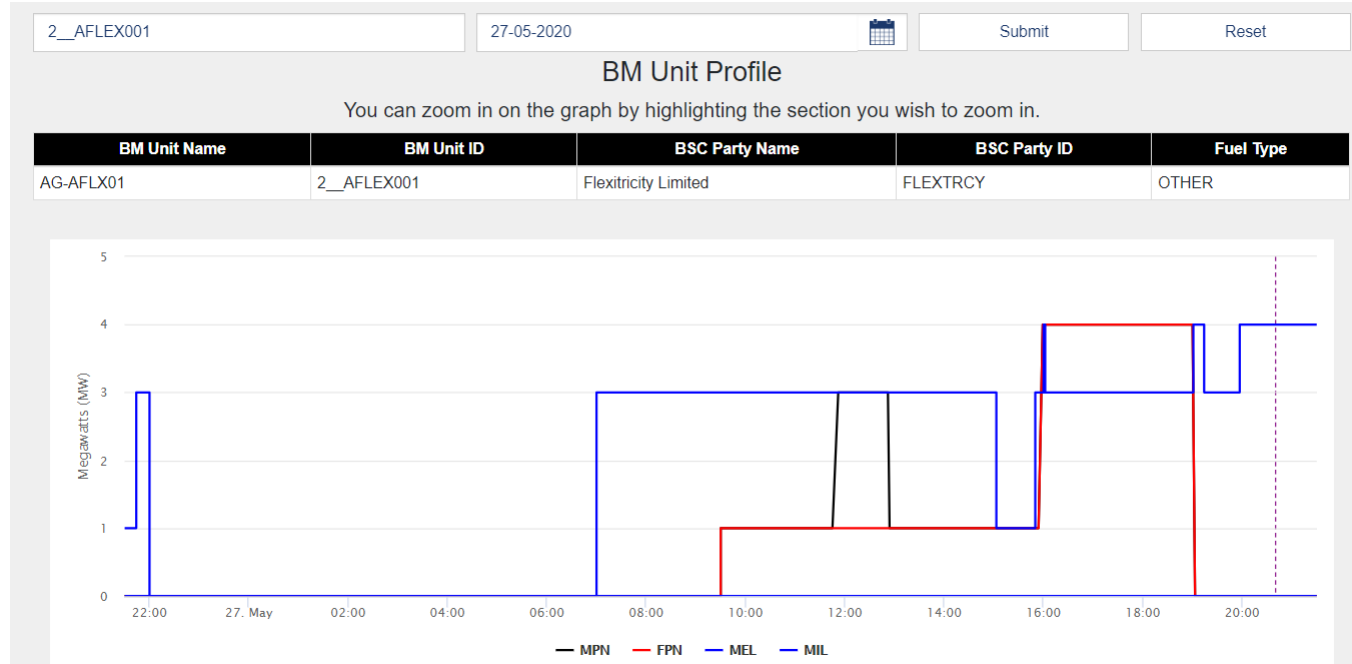 2__AFLEX001 27-05-2020 Submit Reset
BM Unit Profile
You can zoom in on the graph by highlighting the section you wish to zoom in.
BM Unit Name BM Unit ID BSC Party Name BSC Party ID Fuel Type
AG-AFLX01 2__AFLEX001 Flexitricity Limited FLEXTRCY OTHER
Megawatts (MW)
5
4
3
2
1
0
22:00 27. May 02:00 04:00 06:00 08:00 10:00 12:00 14:00 16:00 18:00 20:00
MPN FPN MEL MIL